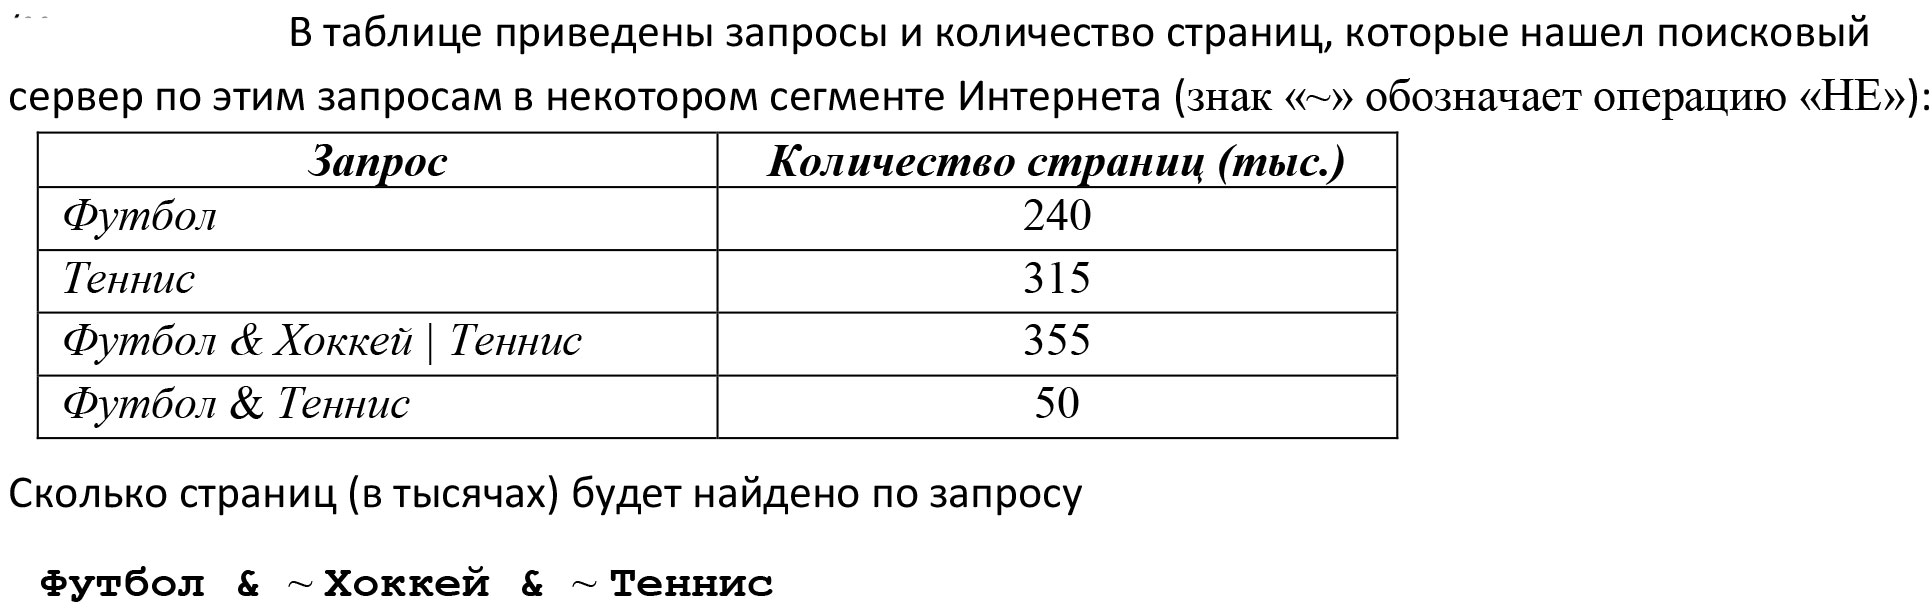 В таблице приведены запросы и количество страниц, которые нашел поисковый
сервер по этим запросам в некотором сегменте Интернета (знак «~» обозначает операцию «НЕ»):
Запрос Количество страниц (тыс.)
Футбол 240
Теннис 315
Футбол & Хоккей | Теннис 355
Футбол & Теннис 50
Сколько страниц (в тысячах) будет найдено по запросу
Футбол & ~ Хоккей & ~ Теннис